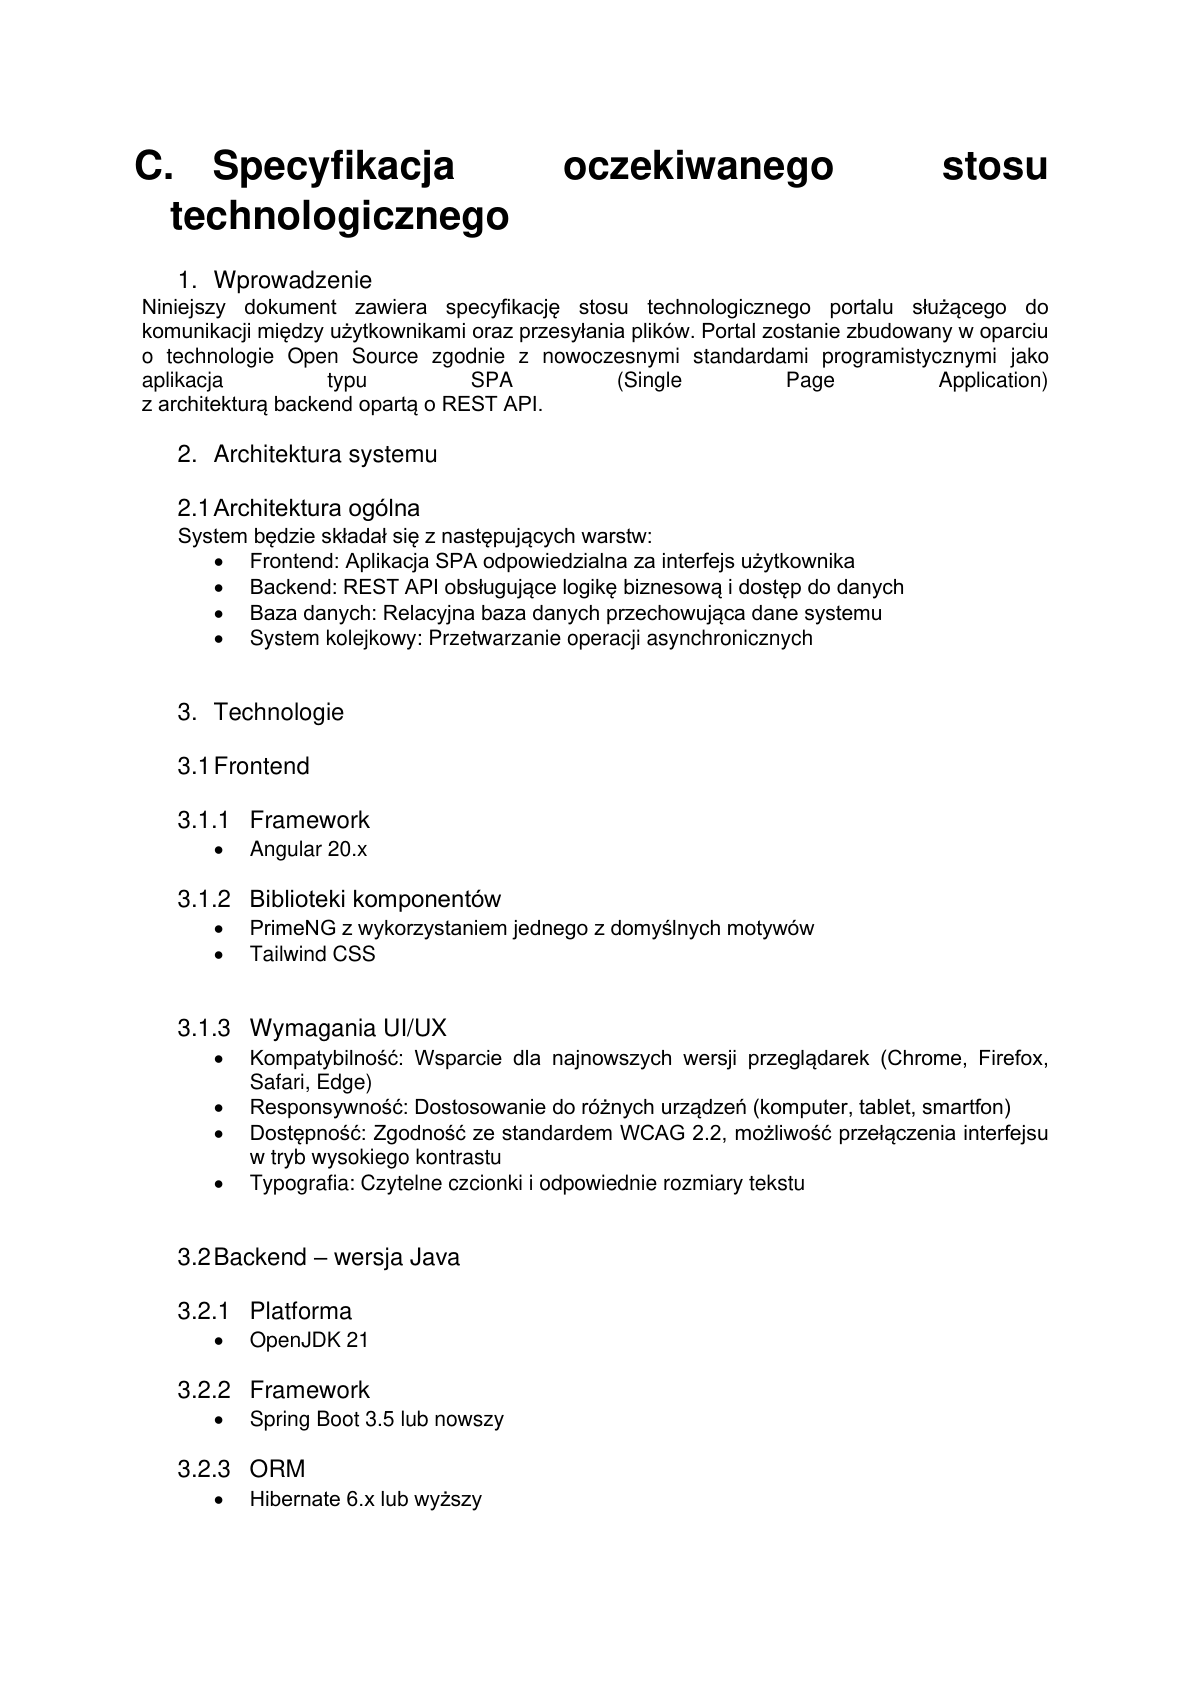 C. Specyfikacja oczekiwanego stosu
technologicznego
1. Wprowadzenie
Niniejszy dokument zawiera specyfikację stosu technologicznego portalu służącego do
komunikacji między użytkownikami oraz przesyłania plików. Portal zostanie zbudowany w oparciu
o technologie Open Source zgodnie z nowoczesnymi standardami programistycznymi jako
aplikacja typu SPA (Single Page Application)
z architekturą backend opartą o REST API.
2. Architektura systemu
2.1 Architektura ogólna
System będzie składał się z następujących warstw:
• Frontend: Aplikacja SPA odpowiedzialna za interfejs użytkownika
• Backend: REST API obsługujące logikę biznesową i dostęp do danych
• Baza danych: Relacyjna baza danych przechowująca dane systemu
• System kolejkowy: Przetwarzanie operacji asynchronicznych
3. Technologie
3.1 Frontend
3.1.1 Framework
• Angular 20.x
3.1.2 Biblioteki komponentów
• PrimeNG z wykorzystaniem jednego z domyślnych motywów
• Tailwind CSS
3.1.3 Wymagania UI/UX
• Kompatybilność: Wsparcie dla najnowszych wersji przeglądarek (Chrome, Firefox,
Safari, Edge)
• Responsywność: Dostosowanie do różnych urządzeń (komputer, tablet, smartfon)
• Dostępność: Zgodność ze standardem WCAG 2.2, możliwość przełączenia interfejsu
w tryb wysokiego kontrastu
• Typografia: Czytelne czcionki i odpowiednie rozmiary tekstu
3.2 Backend – wersja Java
3.2.1 Platforma
• OpenJDK 21
3.2.2 Framework
• Spring Boot 3.5 lub nowszy
3.2.3 ORM
• Hibernate 6.x lub wyższy